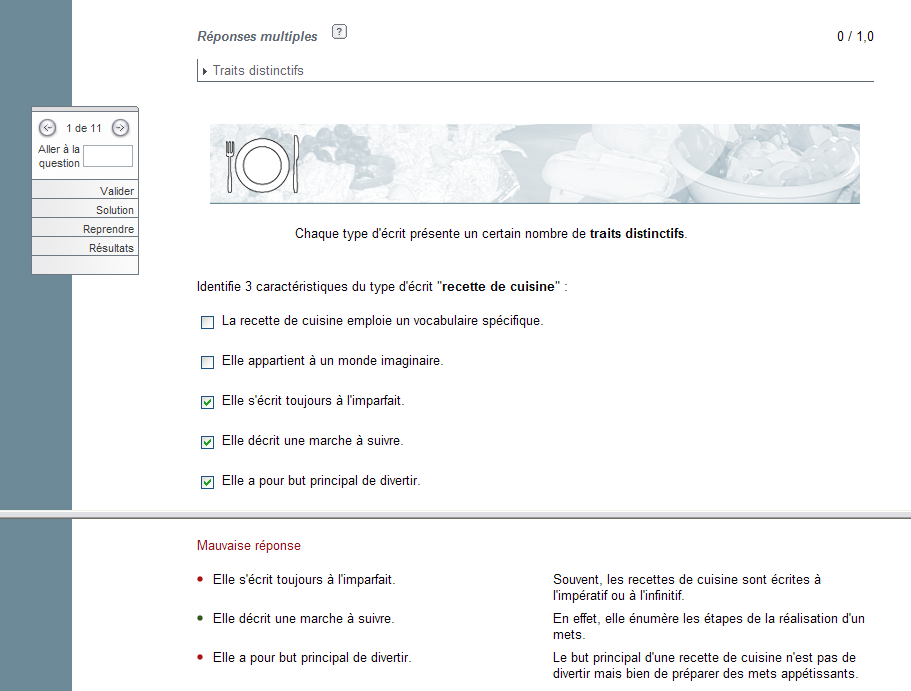 Réponses multiples ?
0 / 1,0
Traits distinctifs
1 de 11
Aller à la
question
Valider
Solution
Reprendre
Résultats
Chaque type d'écrit présente un certain nombre de traits distinctifs.
Identifie 3 caractéristiques du type d'écrit "recette de cuisine" :
La recette de cuisine emploie un vocabulaire spécifique.
Elle appartient à un monde imaginaire.
Elle s'écrit toujours à l'imparfait.
Elle décrit une marche à suivre.
Elle a pour but principal de divertir.
Mauvaise réponse
Elle s'écrit toujours à l'imparfait.
Souvent, les recettes de cuisine sont écrites à
l'impératif ou à l'infinitif.
Elle décrit une marche à suivre.
En effet, elle énumère les étapes de la réalisation d'un
mets.
Elle a pour but principal de divertir.
Le but principal d'une recette de cuisine n'est pas de
divertir mais bien de préparer des mets appétissants.